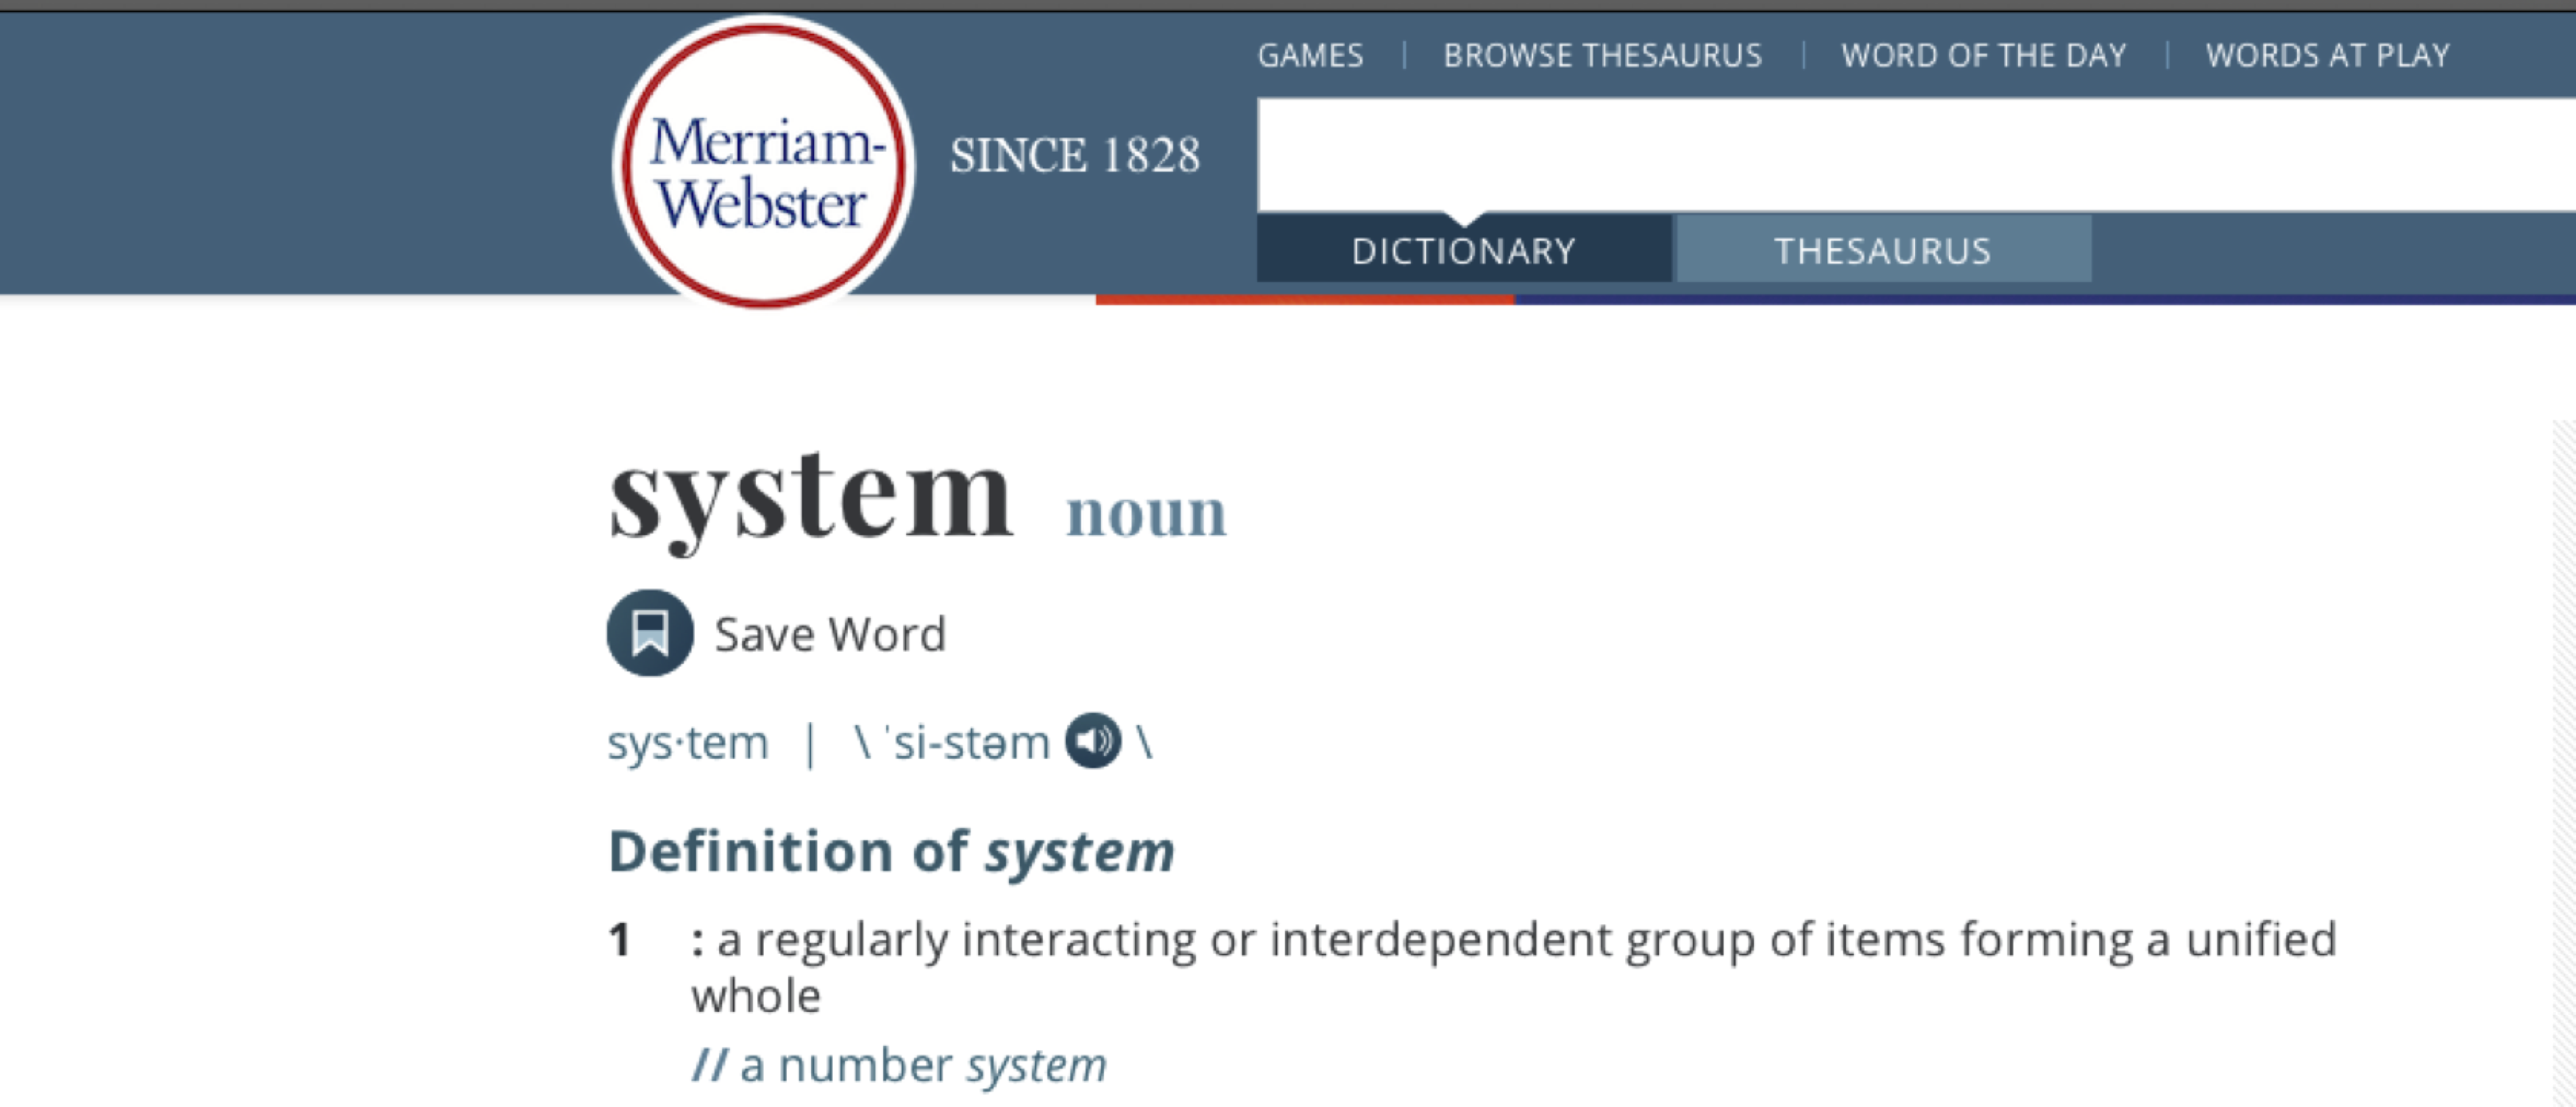 GAMES | BROWSE THESAURUS | WORD OF THE DAY | WORDS AT PLAY
Merriam-
Webster
SINCE 1828
DICTIONARY
THESAURUS
system noun
Save Word
sys·tem | \ ˈsi-stəm \
Definition of system
1 : a regularly interacting or interdependent group of items forming a unified
whole
// a number system